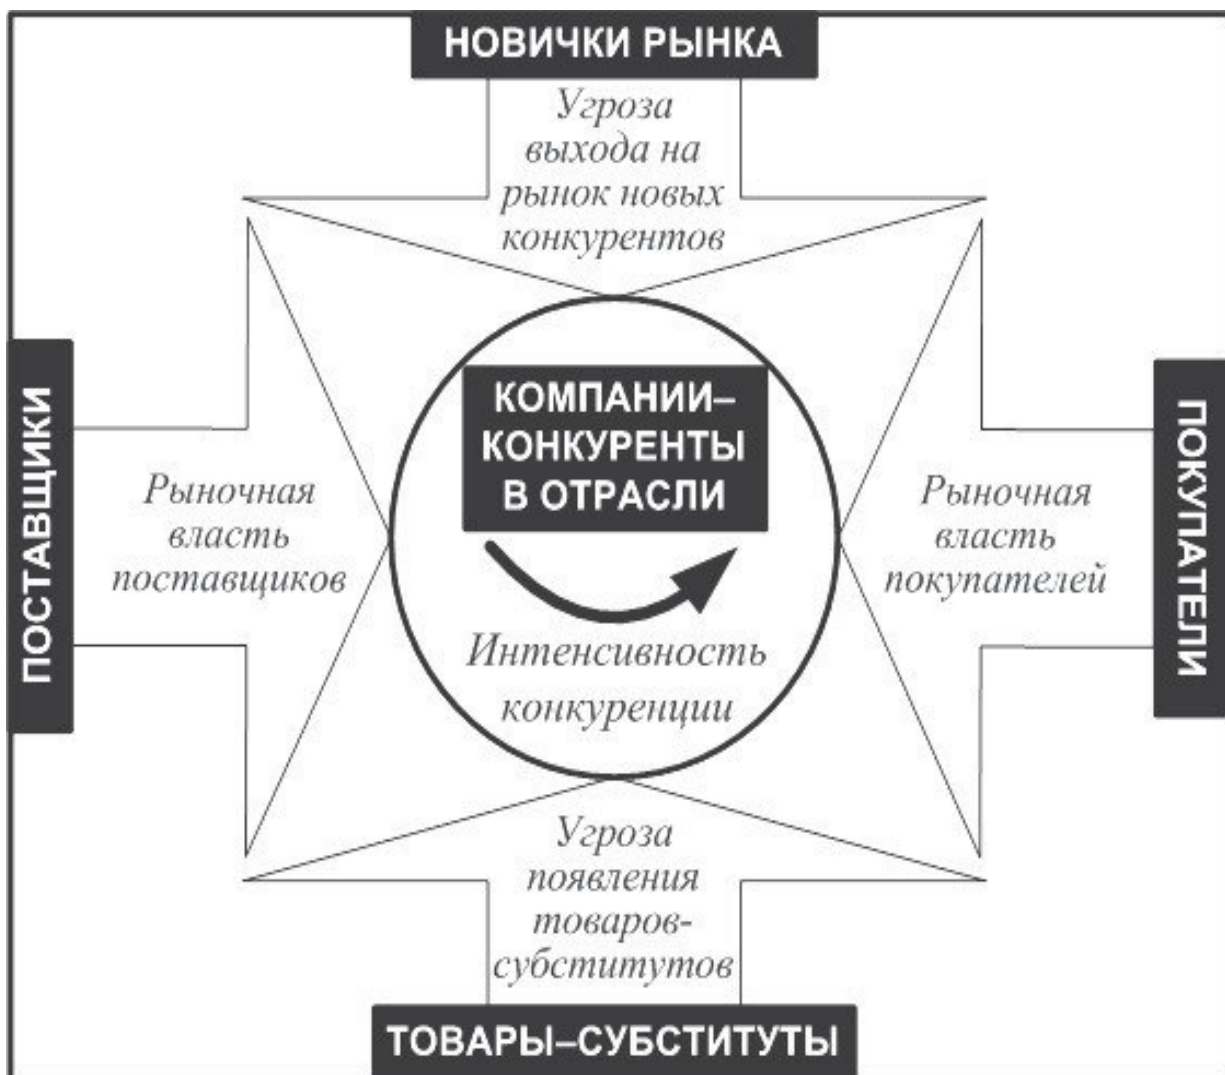 НОВИЧКИ РЫНКА
Угроза
выхода на
рынок новых
конкурентов
ПОСТАВЩИКИ
Рыночная
власть
поставщиков
КОМПАНИИ–
КОНКУРЕНТЫ
В ОТРАСЛИ
Интенсивность
конкуренции
Рыночная
власть
покупателей
ПОКУПАТЕЛИ
Угроза
появления
товаров-
субститутов
ТОВАРЫ–СУБСТИТУТЫ